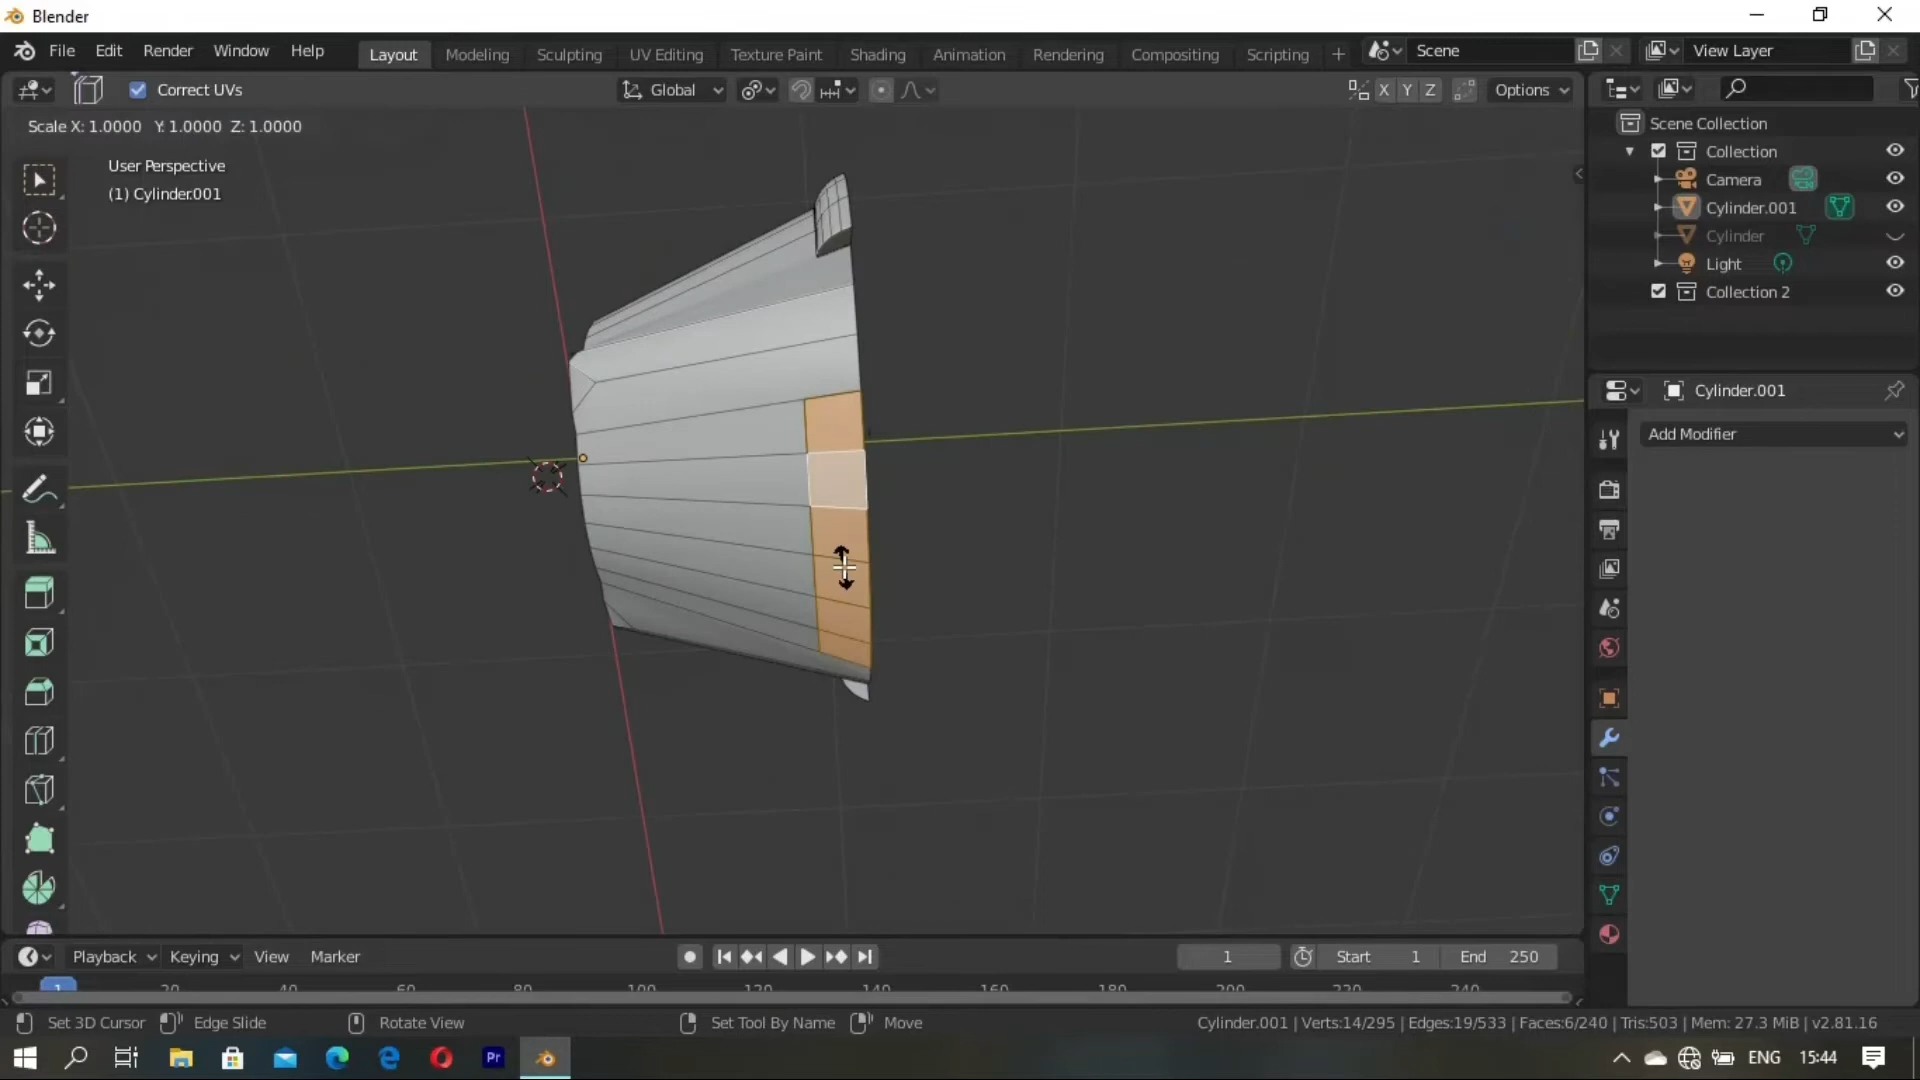 Blender
File Edit Render Window Help Layout Modeling Sculpting UV Editing Texture Paint Shading Animation Rendering Compositing Scripting + Scene View Layer
Correct UVs Global X Y Z Options
Scale X: 1.0000 Y: 1.0000 Z: 1.0000
User Perspective
(1) Cylinder.001
Scene Collection
Collection
Camera
Cylinder.001
Cylinder
Light
Collection 2
Cylinder.001
Add Modifier
Playback Keying View Marker 1 Start 1 End 250
1 20 40 60 80 100 120 140 160 180 200 220 240
Set 3D Cursor Edge Slide Rotate View Set Tool By Name Move Cylinder.001 | Verts:14/295 | Edges:19/533 | Faces:6/240 | Tris:503 | Mem: 27.3 MiB | v2.81.16
Pr ENG 15:44